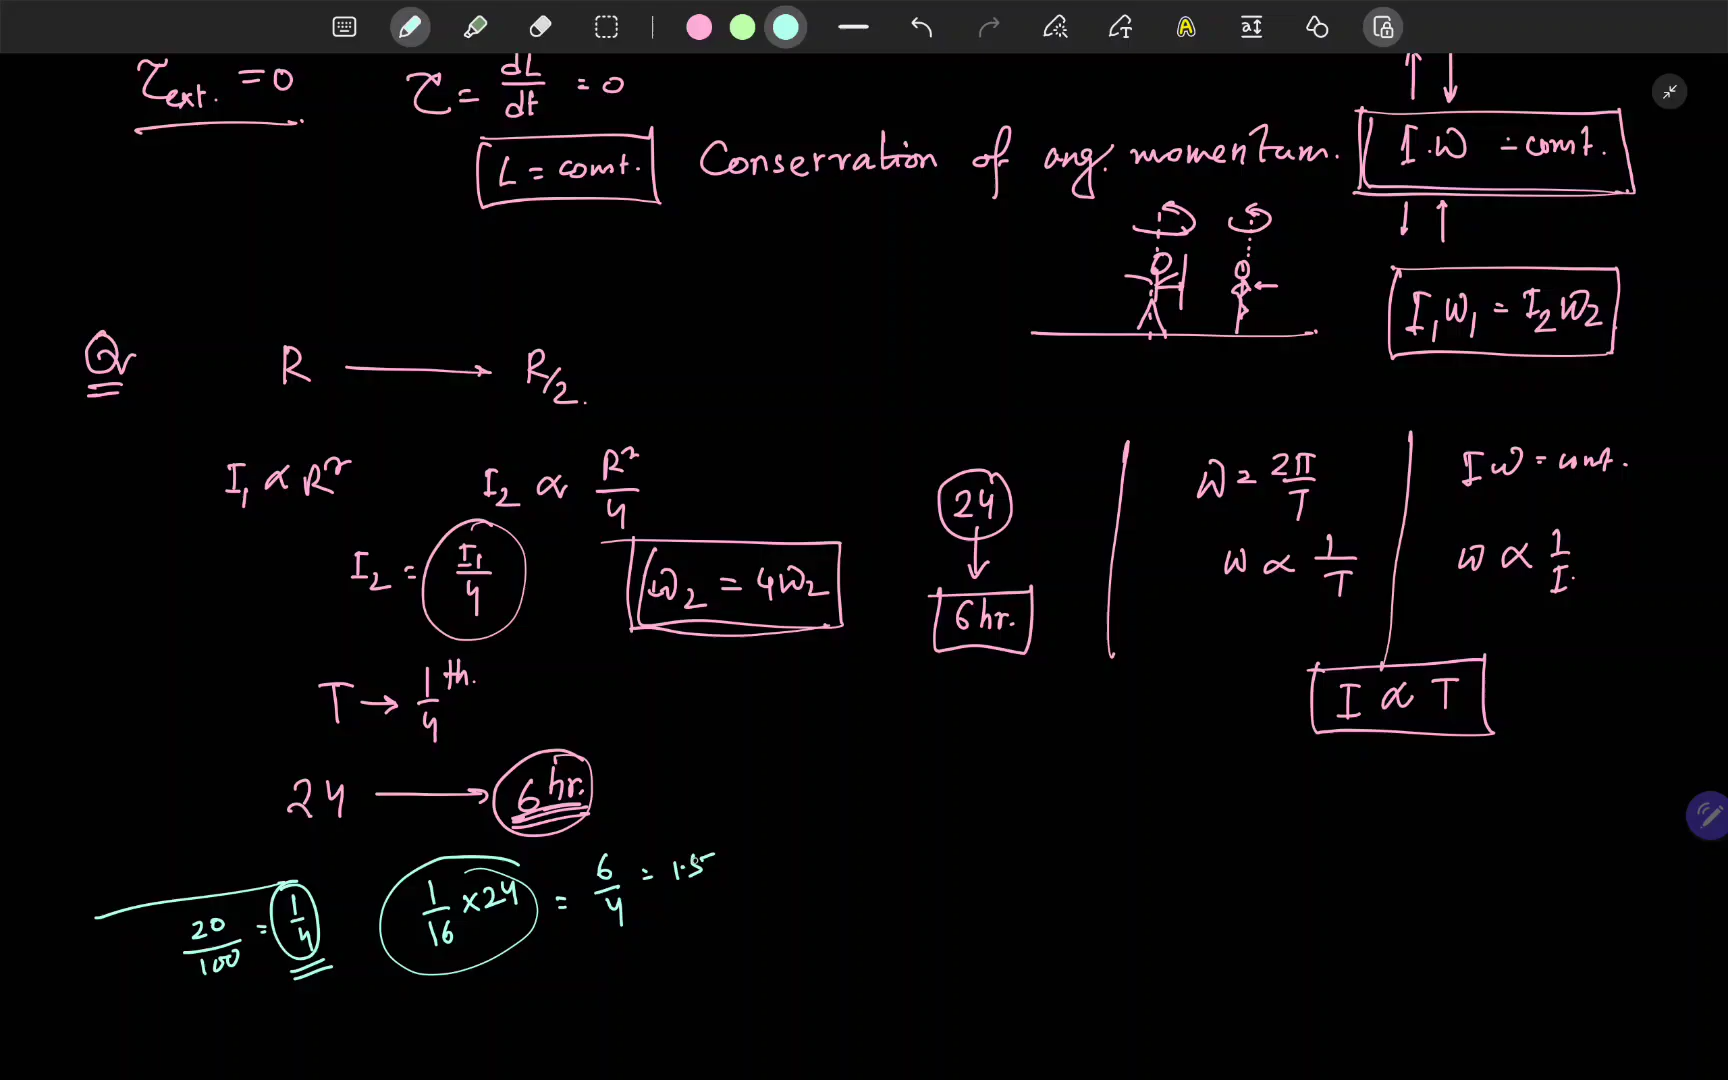 τext. = 0    τ = dL/dt = 0
L = const.    Conservation of ang. momentum.    I.ω = const.
I₁ω₁ = I₂ω₂
Qr    R → R/2.
I₁ ∝ R²    I₂ ∝ R²/4    24    ω = 2π/T    Iω = const.
I₂ = I₁/4    ω₂ = 4ω₂    6 hr.    ω ∝ 1/T    ω ∝ 1/I.
T → 1/4 th.    I ∝ T
24 → 6 hr.
20/100 = 1/4    1/16 × 24 = 6/4 = 1.5